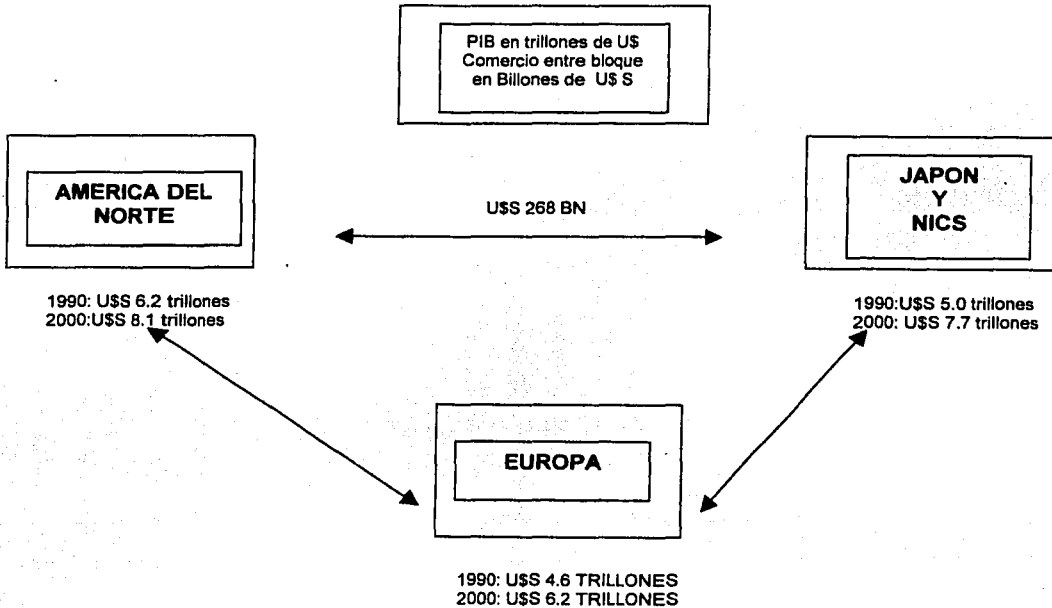 PIB en trillones de U$
Comercio entre bloque
en Billones de U$ S
AMERICA DEL
NORTE
U$S 268 BN
JAPON
Y
NICS
1990: U$S 6.2 trillones
2000:U$S 8.1 trillones
1990:U$S 5.0 trillones
2000: U$S 7.7 trillones
EUROPA
1990: U$S 4.6 TRILLONES
2000: U$S 6.2 TRILLONES